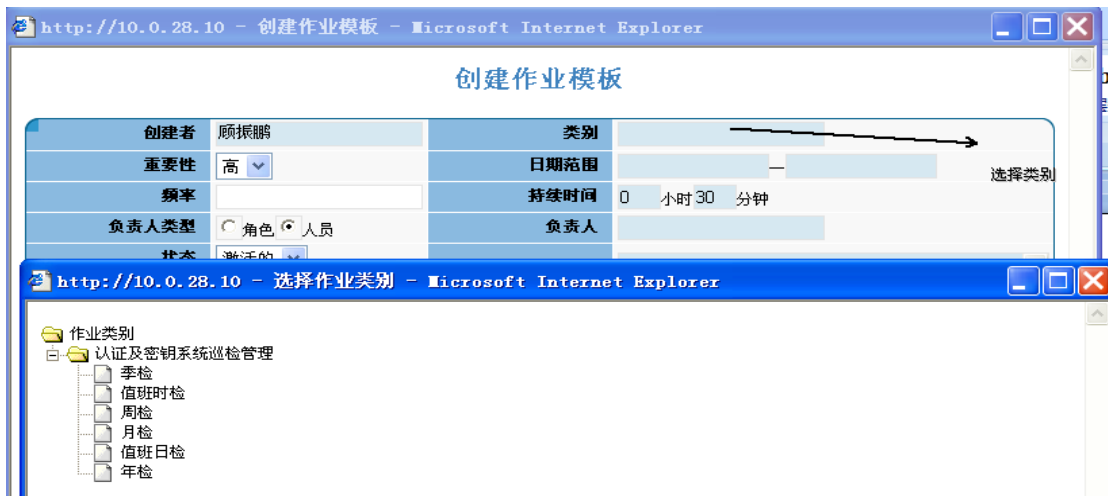 http://10.0.28.10 - 创建作业模板 - Microsoft Internet Explorer
创建作业模板
创建者 顾振鹏 类别
重要性 高 日期范围 —
选择类别
频率 持续时间 0 小时 30 分钟
负责人类型 角色 人员 负责人
状态 激活的
http://10.0.28.10 - 选择作业类别 - Microsoft Internet Explorer
作业类别
认证及密钥系统巡检管理
季检
值班时检
周检
月检
值班日检
年检